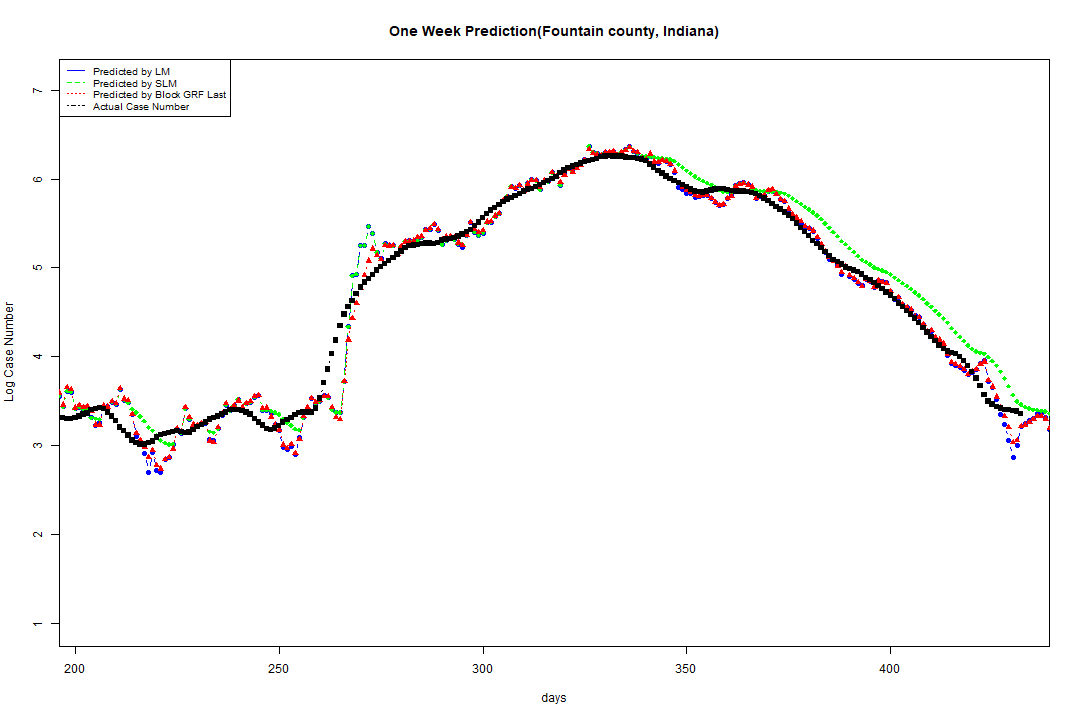 One Week Prediction(Fountain county, Indiana)
Predicted by LM
Predicted by SLM
Predicted by Block GRF Last
Actual Case Number
7
6
5
4
3
2
1
Log Case Number
200 250 300 350 400
days